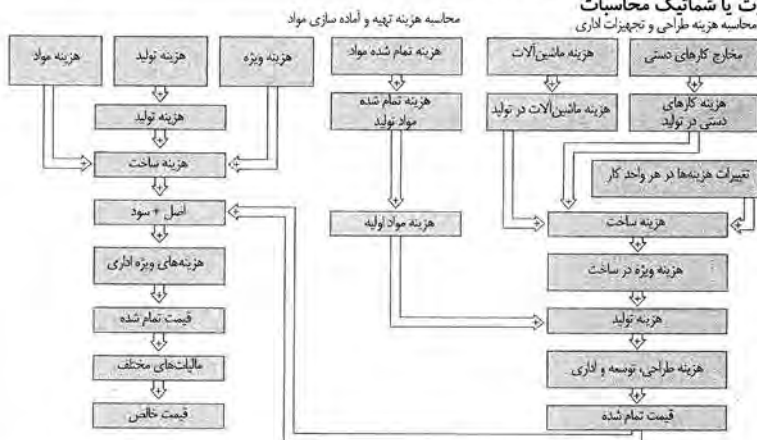 ت یا شماتیک محاسبات
محاسبه هزینه طراحی و تجهیزات اداری
محاسبه هزینه تهیه و آماده سازی مواد
مخارج کارهای دستی
هزینه ماشین‌آلات
هزینه تمام شده مواد
هزینه ویژه
هزینه تولید
هزینه مواد
هزینه کارهای
دستی در تولید
هزینه ماشین‌آلات در تولید
هزینه تمام شده
مواد تولید
هزینه تولید
هزینه ساخت
تغییرات هزینه‌ها در هر واحد کار
اصل + سود
هزینه مواد اولیه
هزینه ساخت
هزینه‌های ویژه اداری
هزینه ویژه در ساخت
قیمت تمام شده
هزینه تولید
مالیات‌های مختلف
هزینه طراحی، توسعه و اداری
قیمت خالص
قیمت تمام شده